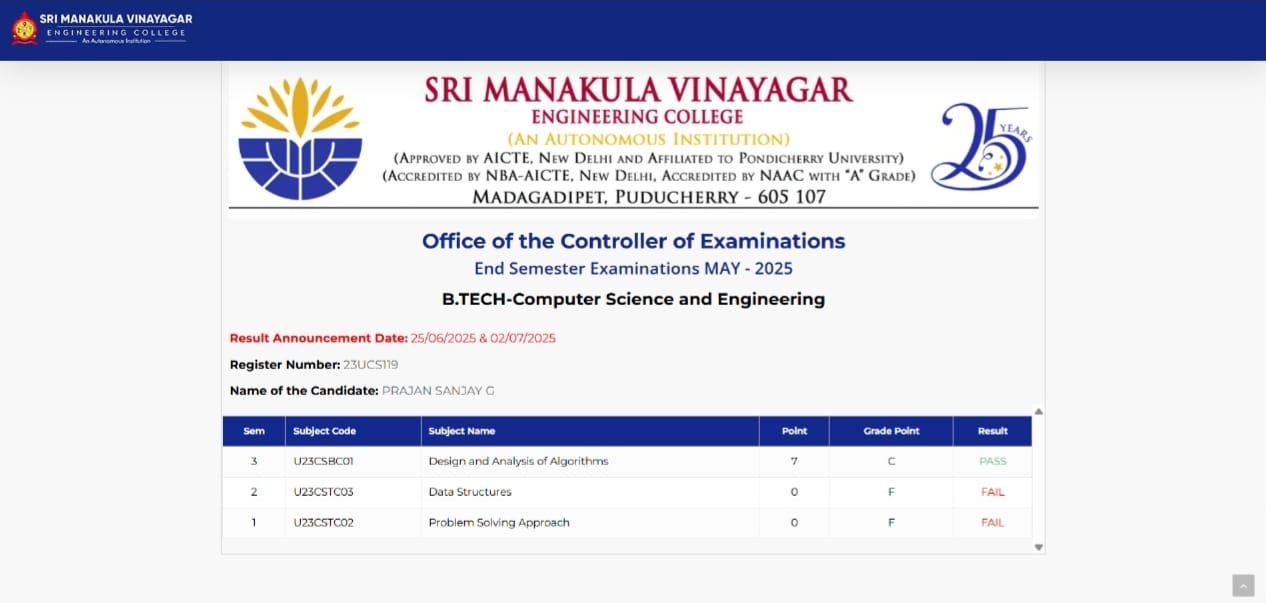 SRI MANAKULA VINAYAGAR
ENGINEERING COLLEGE
An Autonomous Institution
SRI MANAKULA VINAYAGAR
ENGINEERING COLLEGE
(AN AUTONOMOUS INSTITUTION)
(APPROVED BY AICTE, NEW DELHI AND AFFILIATED TO PONDICHERRY UNIVERSITY)
(ACCREDITED BY NBA-AICTE, NEW DELHI, ACCREDITED BY NAAC WITH "A" GRADE)
MADAGADIPET, PUDUCHERRY - 605 107
25 YEARS
Office of the Controller of Examinations
End Semester Examinations MAY - 2025
B.TECH-Computer Science and Engineering
Result Announcement Date: 25/06/2025 & 02/07/2025
Register Number: 23UCS119
Name of the Candidate: PRAJAN SANJAY G
Sem Subject Code Subject Name Point Grade Point Result
3 U23CSBC01 Design and Analysis of Algorithms 7 C PASS
2 U23CSTC03 Data Structures 0 F FAIL
1 U23CSTC02 Problem Solving Approach 0 F FAIL